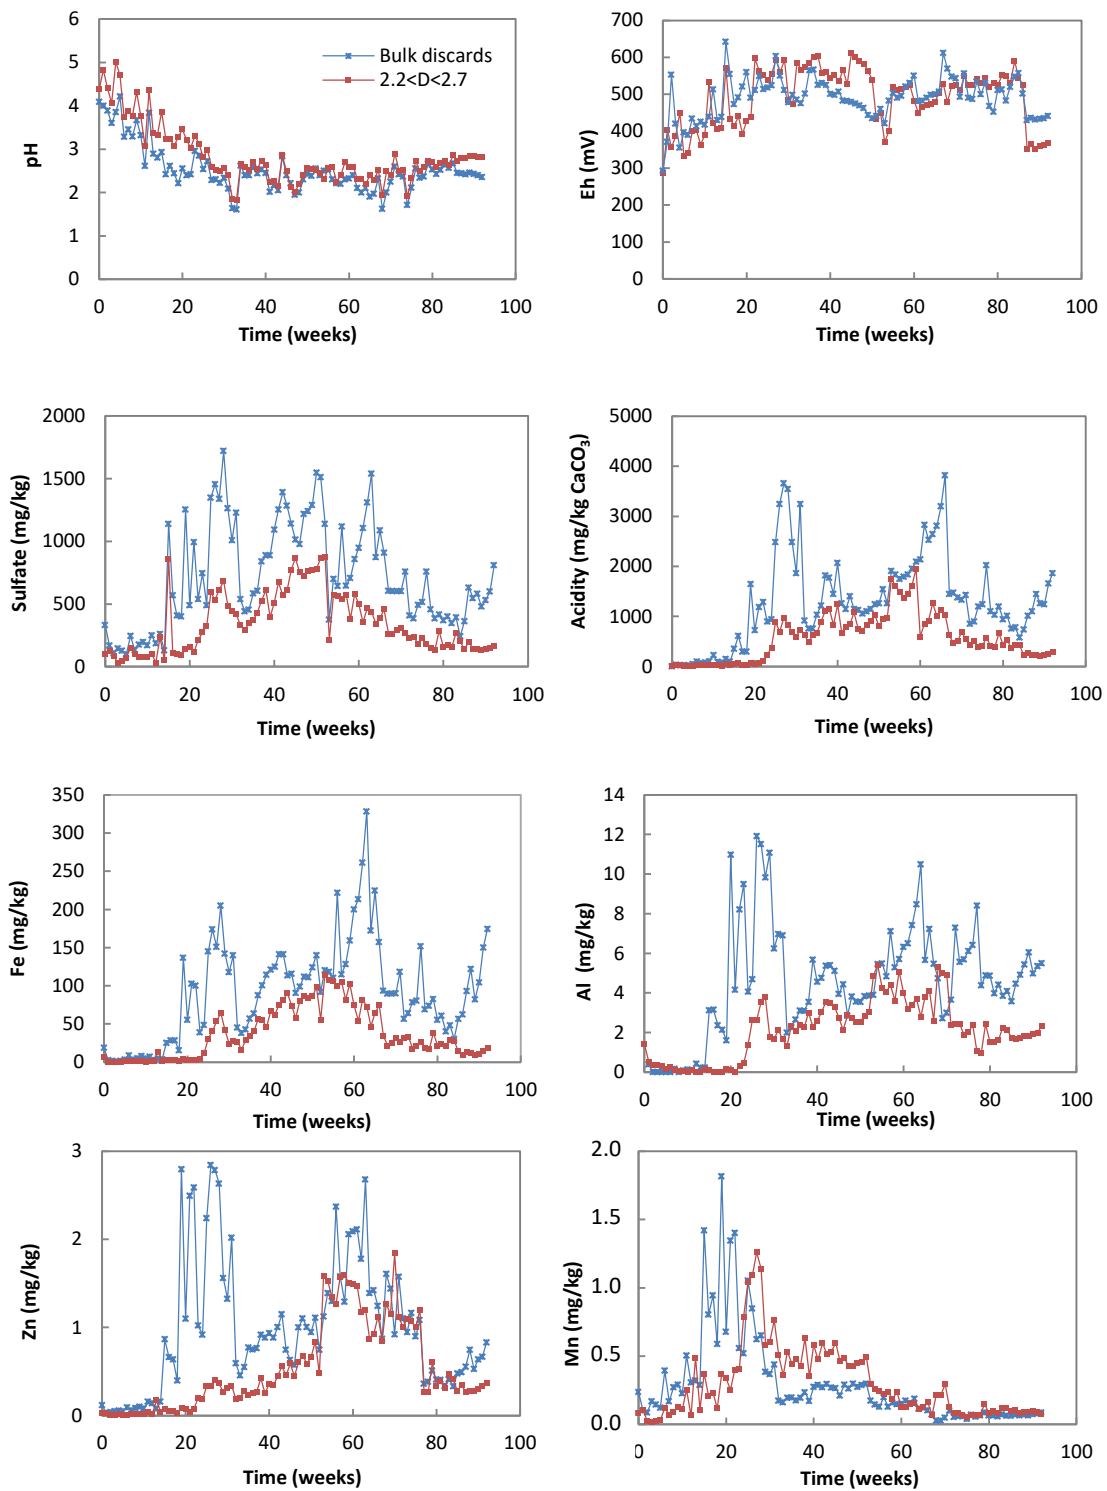 6
5
4
3
2
1
0
pH
Bulk discards
2.2<D<2.7
0 20 40 60 80 100
Time (weeks)
700
600
500
400
300
200
100
0
Eh (mV)
0 20 40 60 80 100
Time (weeks)
2000
1500
1000
500
0
Sulfate (mg/kg)
0 20 40 60 80 100
Time (weeks)
5000
4000
3000
2000
1000
0
Acidity (mg/kg CaCO₃)
0 20 40 60 80 100
Time (weeks)
350
300
250
200
150
100
50
0
Fe (mg/kg)
0 20 40 60 80 100
Time (weeks)
14
12
10
8
6
4
2
0
Al (mg/kg)
0 20 40 60 80 100
Time (weeks)
3
2
1
0
Zn (mg/kg)
0 20 40 60 80 100
Time (weeks)
2.0
1.5
1.0
0.5
0.0
Mn (mg/kg)
0 20 40 60 80 100
Time (weeks)